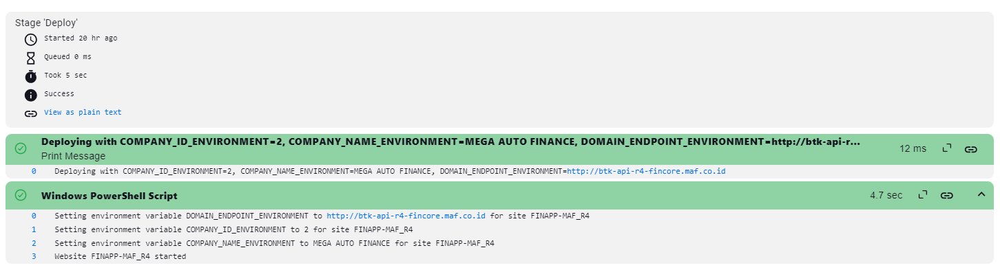 Stage 'Deploy'
Started 20 hr ago
Queued 0 ms
Took 5 sec
Success
View as plain text
Deploying with COMPANY_ID_ENVIRONMENT=2, COMPANY_NAME_ENVIRONMENT=MEGA AUTO FINANCE, DOMAIN_ENDPOINT_ENVIRONMENT=http://btk-api-r...
Print Message
12 ms
0 Deploying with COMPANY_ID_ENVIRONMENT=2, COMPANY_NAME_ENVIRONMENT=MEGA AUTO FINANCE, DOMAIN_ENDPOINT_ENVIRONMENT=http://btk-api-r4-fincore.maf.co.id
Windows PowerShell Script
4.7 sec
0 Setting environment variable DOMAIN_ENDPOINT_ENVIRONMENT to http://btk-api-r4-fincore.maf.co.id for site FINAPP-MAF_R4
1 Setting environment variable COMPANY_ID_ENVIRONMENT to 2 for site FINAPP-MAF_R4
2 Setting environment variable COMPANY_NAME_ENVIRONMENT to MEGA AUTO FINANCE for site FINAPP-MAF_R4
3 Website FINAPP-MAF_R4 started